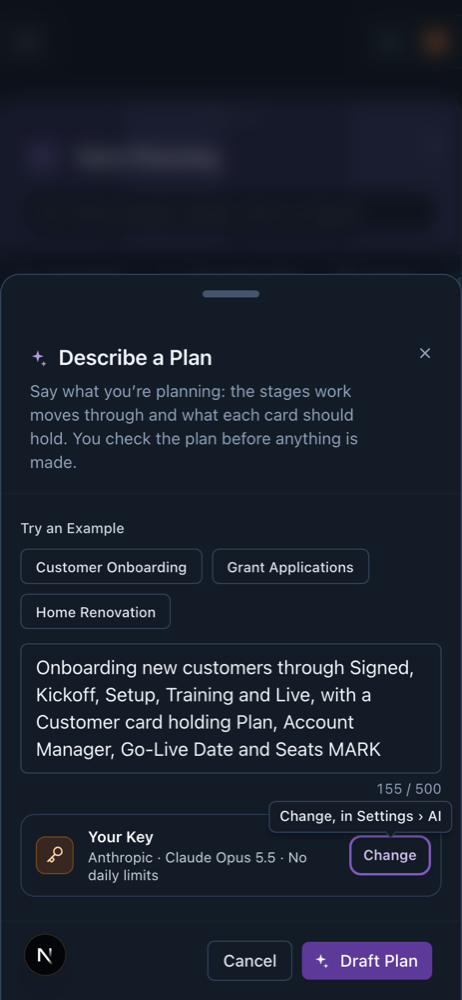 Describe a Plan
Say what you’re planning: the stages work
moves through and what each card should
hold. You check the plan before anything is
made.
Try an Example
Customer Onboarding
Grant Applications
Home Renovation
Onboarding new customers through Signed,
Kickoff, Setup, Training and Live, with a
Customer card holding Plan, Account
Manager, Go-Live Date and Seats MARK
155 / 500
Change, in Settings › AI
Your Key
Anthropic · Claude Opus 5.5 · No
daily limits
Change
N
Cancel
Draft Plan